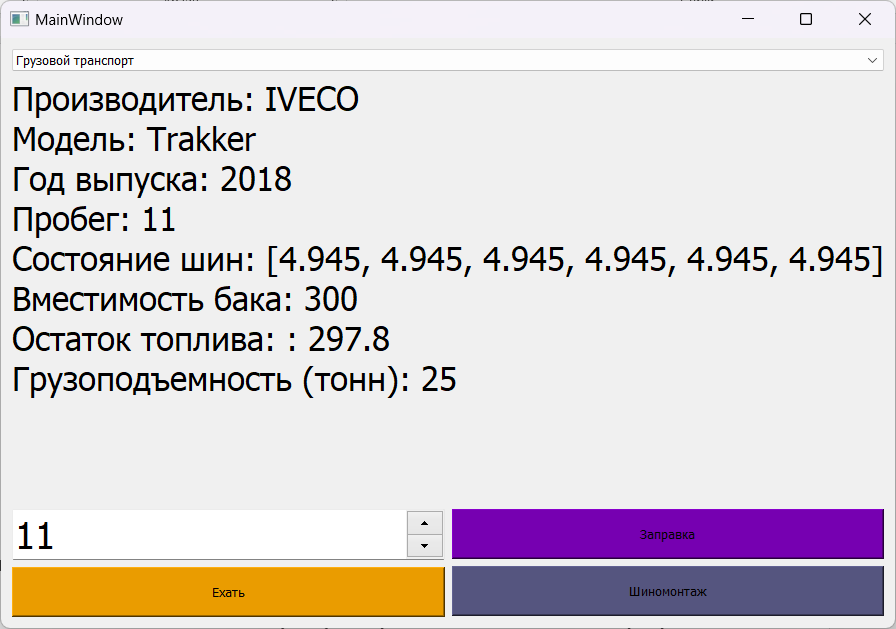 MainWindow
Грузовой транспорт
Производитель: IVECO
Модель: Trakker
Год выпуска: 2018
Пробег: 11
Состояние шин: [4.945, 4.945, 4.945, 4.945, 4.945, 4.945]
Вместимость бака: 300
Остаток топлива: : 297.8
Грузоподъемность (тонн): 25
11
Заправка
Ехать
Шиномонтаж